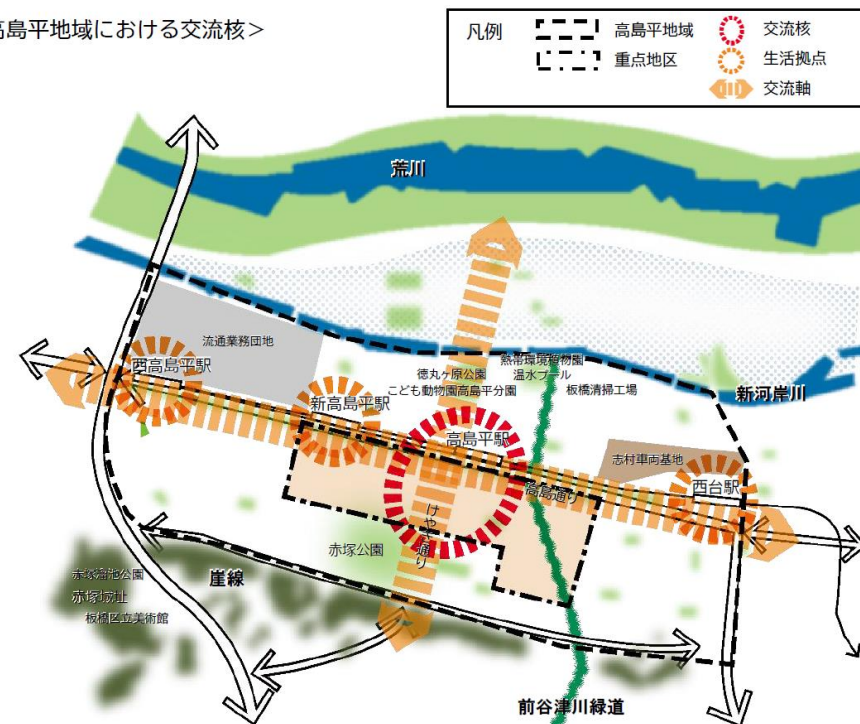 高島平地域における交流核＞
凡例
高島平地域
交流核
重点地区
生活拠点
交流軸
荒川
流通業務団地
西高島平駅
新高島平駅
徳丸ヶ原公園
こども動物園高島平分園
熱帯環境植物園
温水プール
板橋清掃工場
新河岸川
高島平駅
志村車両基地
西台駅
高島通り
けやき通り
赤塚公園
崖線
赤塚溜池公園
赤塚城址
板橋区立美術館
前谷津川緑道